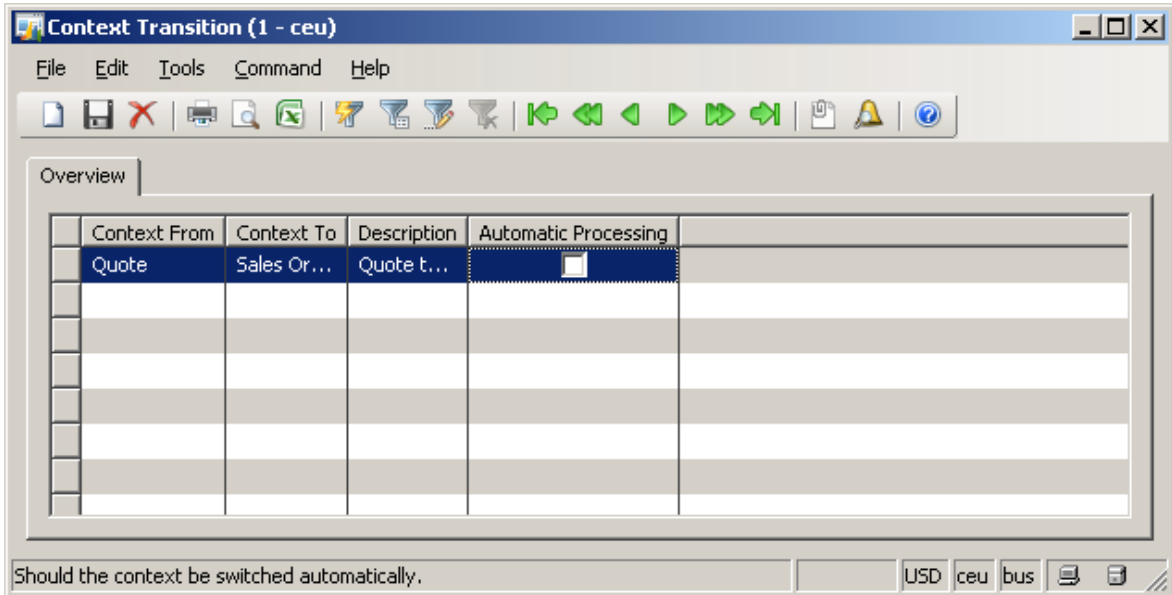 Context Transition (1 - ceu)
File Edit Tools Command Help
Overview
Context From Context To Description Automatic Processing
Quote Sales Or... Quote t...
Should the context be switched automatically. USD ceu bus